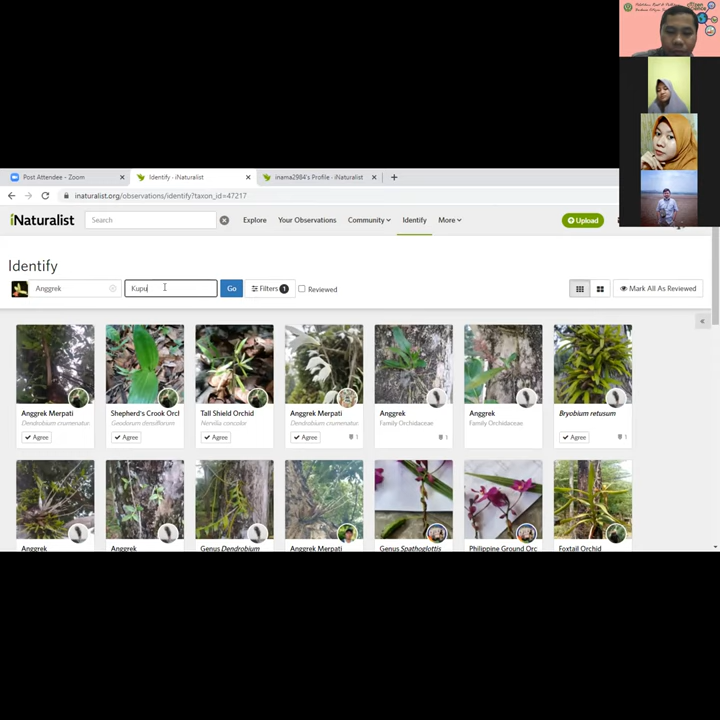 Post Attendee - Zoom
Identify · iNaturalist
inama2984's Profile · iNaturalist
inaturalist.org/observations/identify?taxon_id=47217
iNaturalist
Search
Explore
Your Observations
Community
Identify
More
Upload
Identify
Anggrek
Kupu
Go
Filters 1
Reviewed
Mark All As Reviewed
Anggrek Merpati
Dendrobium crumenatum
Agree
Shepherd's Crook Orcl
Geodorum densiflorum
Agree
Tall Shield Orchid
Nervilia concolor
Agree
Anggrek Merpati
Dendrobium crumenatum
Agree
1
Anggrek
Family Orchidaceae
1
Anggrek
Family Orchidaceae
Bryobium retusum
Agree
1
Anggrek
Anggrek
Genus Dendrobium
Anggrek Merpati
Genus Spathoglottis
Philippine Ground Orc
Foxtail Orchid